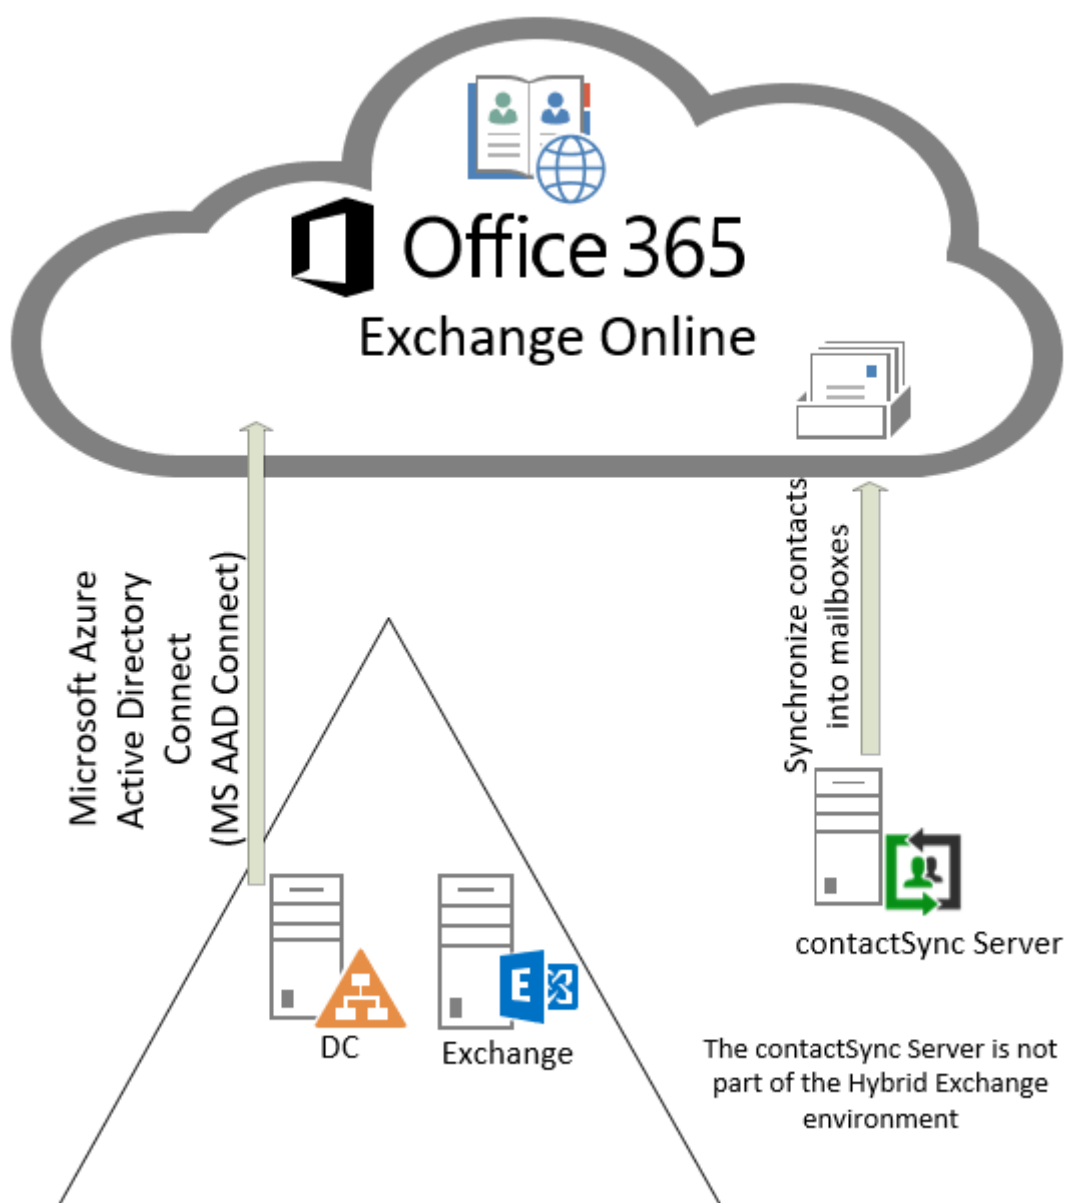 Office 365
Exchange Online
Microsoft Azure
Active Directory
Connect
(MS AAD Connect)
Synchronize contacts
into mailboxes
DC
E
Exchange
contactSync Server
The contactSync Server is not
part of the Hybrid Exchange
environment